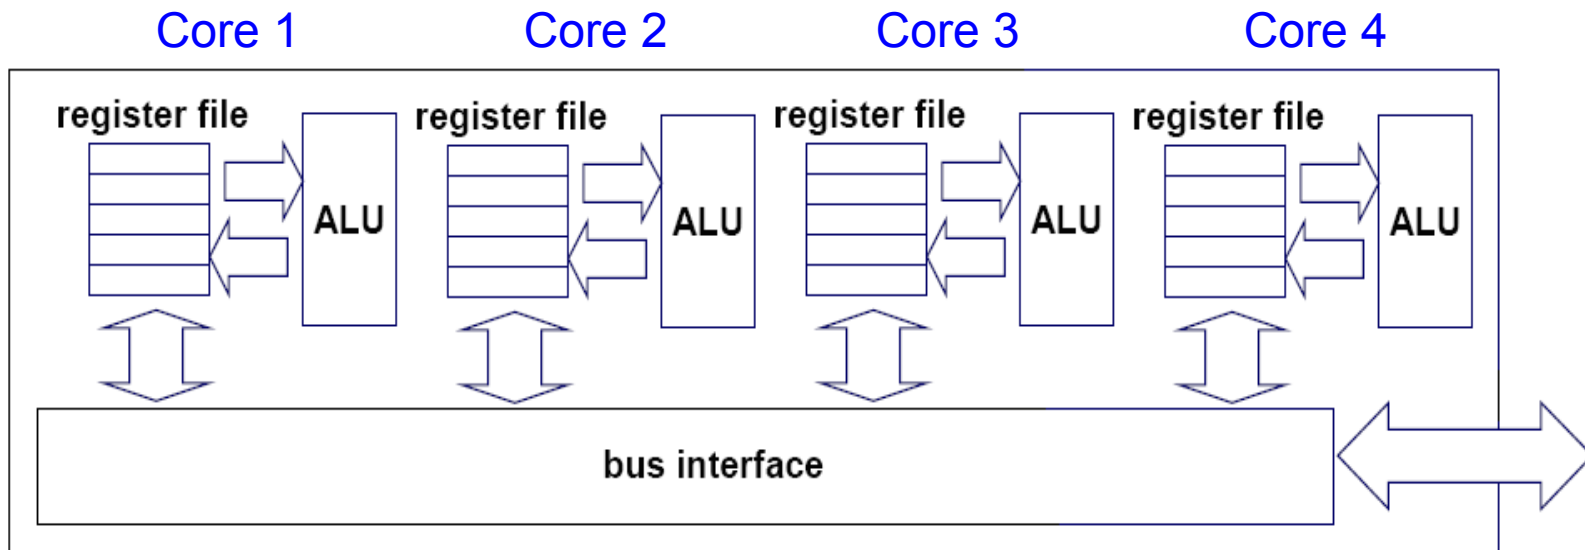 Core 1 Core 2 Core 3 Core 4
register file register file register file register file
ALU ALU ALU ALU
bus interface